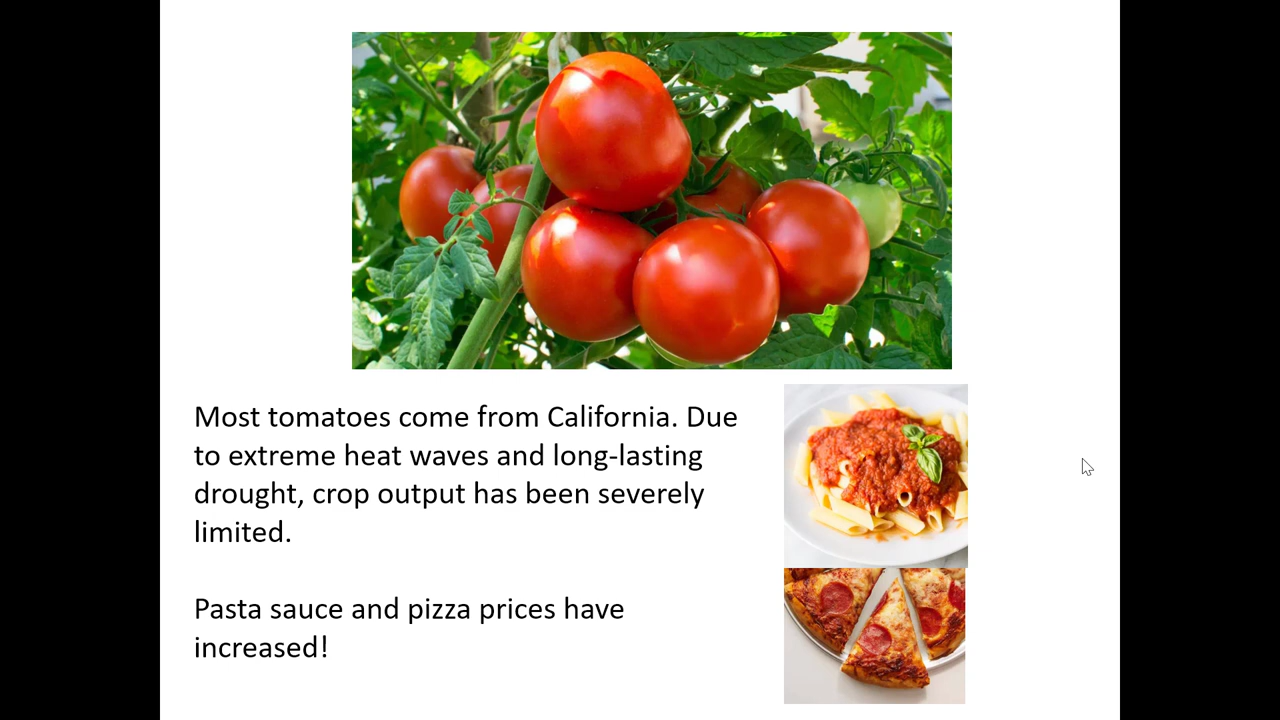 Most tomatoes come from California. Due
to extreme heat waves and long-lasting
drought, crop output has been severely
limited.
Pasta sauce and pizza prices have
increased!